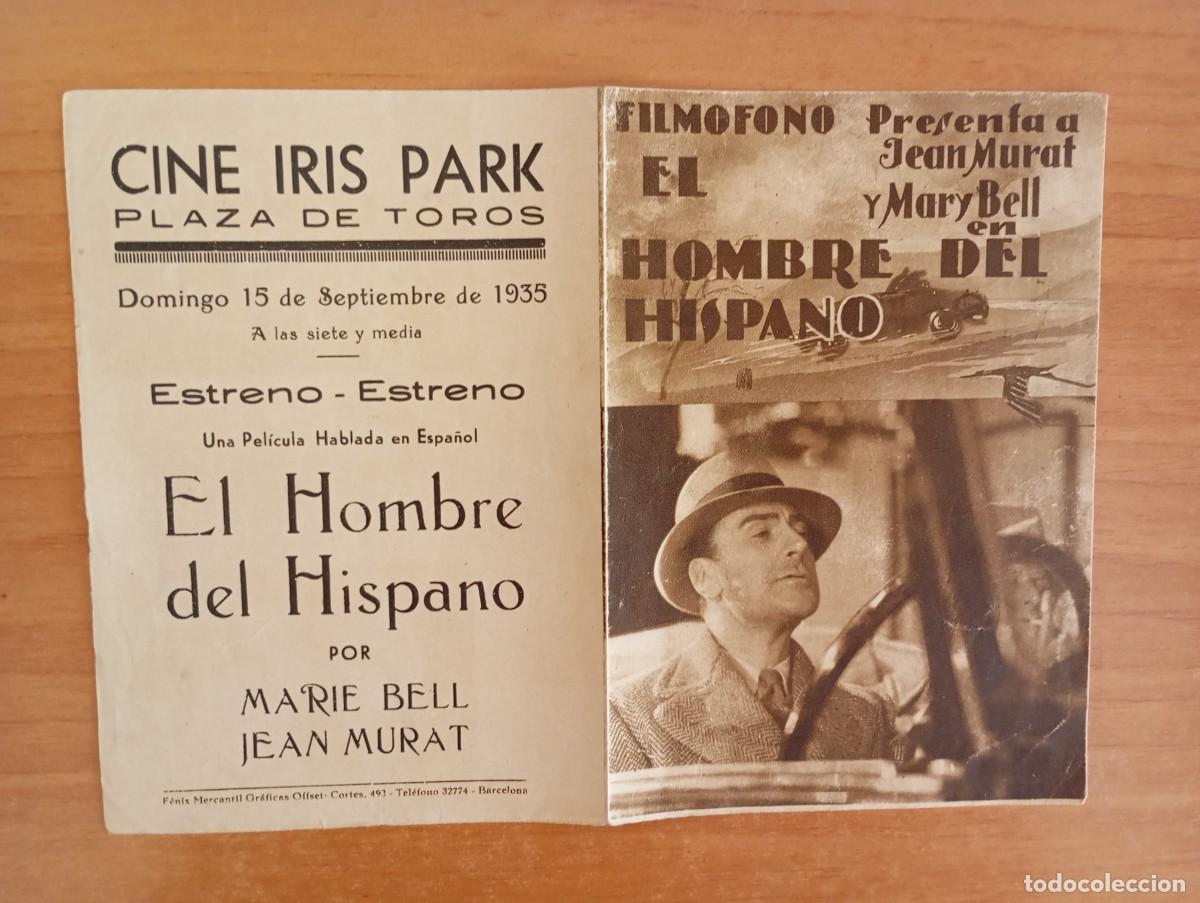 CINE IRIS PARK
PLAZA DE TOROS
Domingo 15 de Septiembre de 1935
A las siete y media
Estreno - Estreno
Una Película Hablada en Español
El Hombre
del Hispano
POR
MARIE BELL
JEAN MURAT
Fénix Mercantil Gráficas Offset- Cortes, 493 - Teléfono 32774 - Barcelona
FILMOFONO Presenta a
Jean Murat
EL
Y Mary Bell
en
HOMBRE DEL
HISPANO
todocoleccion